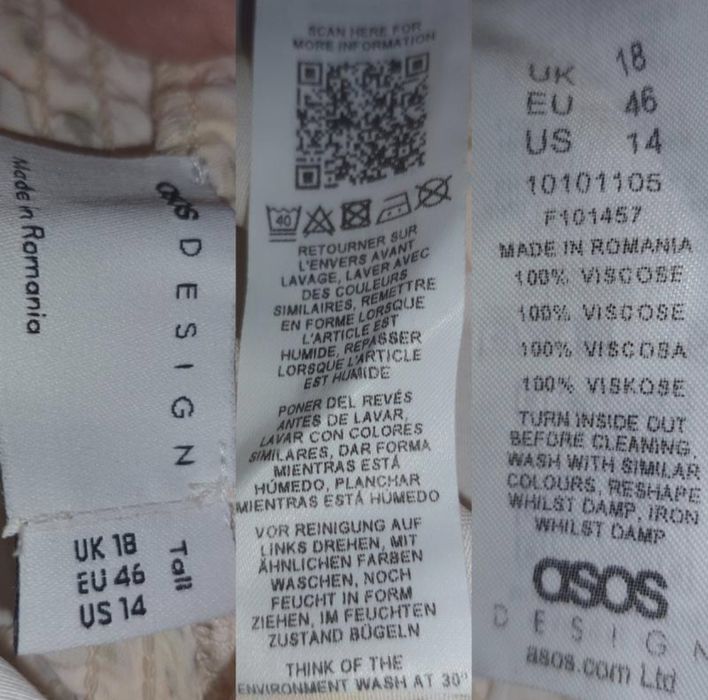 Made in Romania
asos
DESIGN
UK 18
EU 46
US 14
Tall
SCAN HERE FOR
MORE INFORMATION
40
RETOURNER SUR
L'ENVERS AVANT
LAVAGE, LAVER AVEC
DES COULEURS
SIMILAIRES, REMETTRE
EN FORME LORSQUE
L'ARTICLE EST
HUMIDE, REPASSER
LORSQUE L'ARTICLE
EST HUMIDE
PONER DEL REVÉS
ANTES DE LAVAR,
LAVAR CON COLORES
SIMILARES, DAR FORMA
MIENTRAS ESTÁ
HÚMEDO, PLANCHAR
MIENTRAS ESTÁ HÚMEDO
VOR REINIGUNG AUF
LINKS DREHEN, MIT
ÄHNLICHEN FARBEN
WASCHEN, NOCH
FEUCHT IN FORM
ZIEHEN, IM FEUCHTEN
ZUSTAND BÜGELN
THINK OF THE
ENVIRONMENT WASH AT 30°
UK 18
EU 46
US 14
10101105
F101457
MADE IN ROMANIA
100% VISCOSE
100% VISCOSE
100% VISCOSA
100% VISKOSE
TURN INSIDE OUT
BEFORE CLEANING,
WASH WITH SIMILAR
COLOURS, RESHAPE
WHILST DAMP, IRON
WHILST DAMP
asos
DESIGN
asos.com Ltd